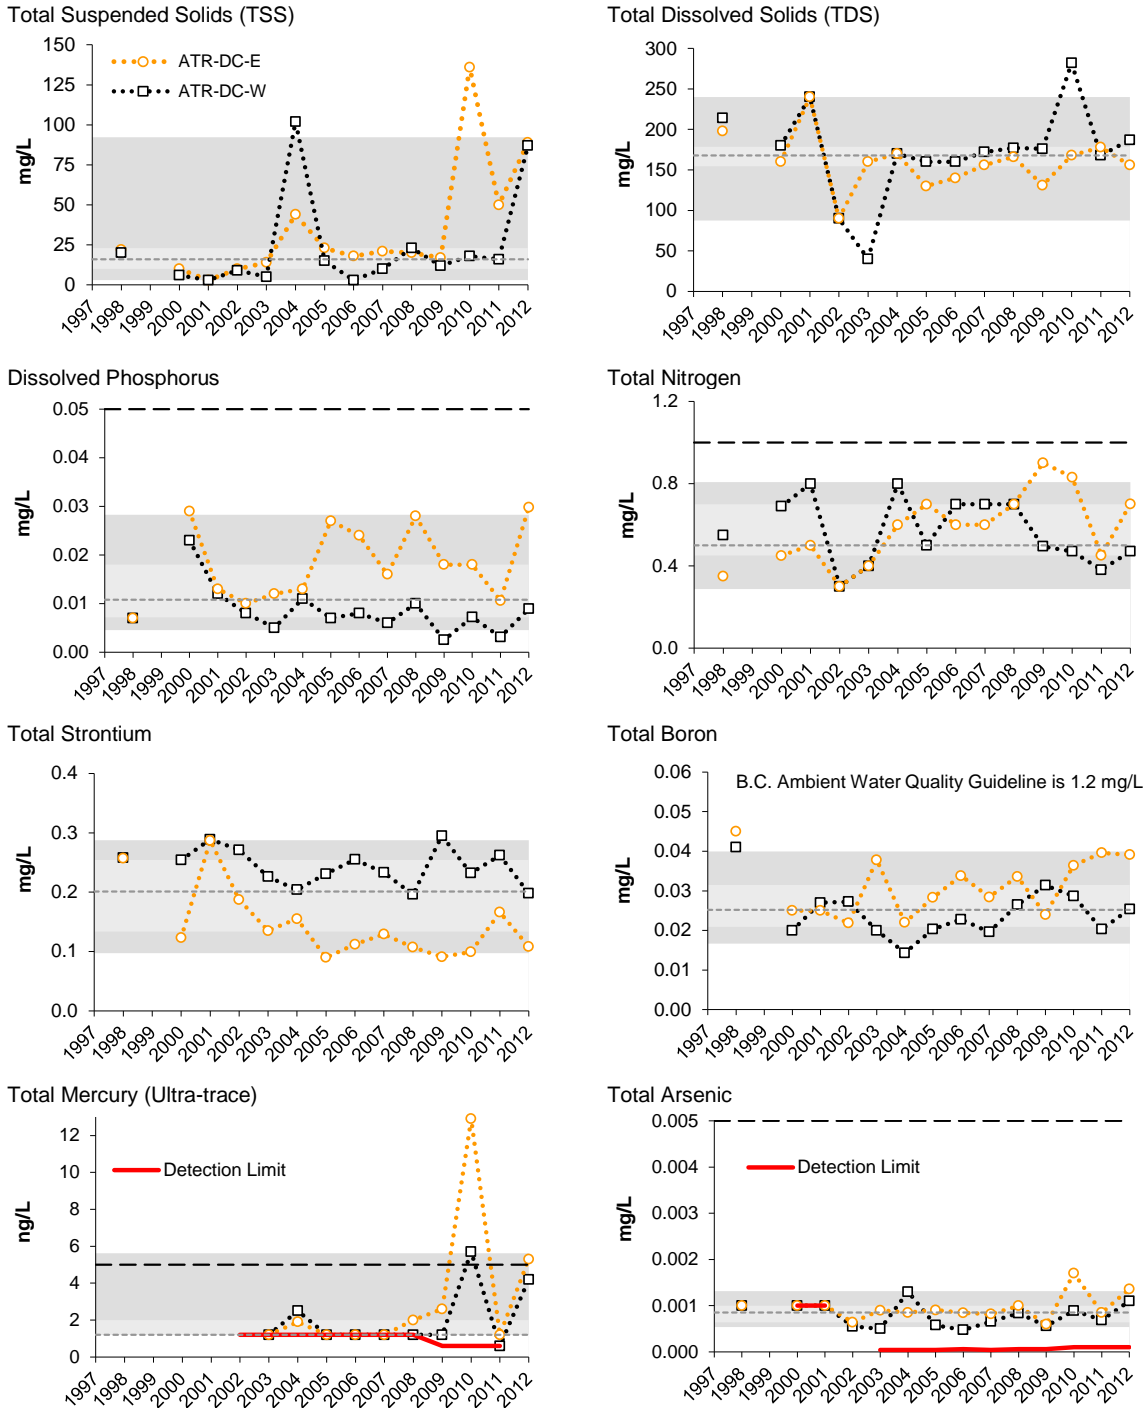 Total Suspended Solids (TSS)
150
125
100
75
50
25
0
mg/L
ATR-DC-E
ATR-DC-W
1997 1998 1999 2000 2001 2002 2003 2004 2005 2006 2007 2008 2009 2010 2011 2012
Total Dissolved Solids (TDS)
300
250
200
150
100
50
0
mg/L
1997 1998 1999 2000 2001 2002 2003 2004 2005 2006 2007 2008 2009 2010 2011 2012
Dissolved Phosphorus
0.05
0.04
0.03
0.02
0.01
0.00
mg/L
1997 1998 1999 2000 2001 2002 2003 2004 2005 2006 2007 2008 2009 2010 2011 2012
Total Nitrogen
1.2
0.8
0.4
0.0
mg/L
1997 1998 1999 2000 2001 2002 2003 2004 2005 2006 2007 2008 2009 2010 2011 2012
Total Strontium
0.4
0.3
0.2
0.1
0.0
mg/L
1997 1998 1999 2000 2001 2002 2003 2004 2005 2006 2007 2008 2009 2010 2011 2012
Total Boron
0.06
0.05
0.04
0.03
0.02
0.01
0.00
mg/L
B.C. Ambient Water Quality Guideline is 1.2 mg/L
1997 1998 1999 2000 2001 2002 2003 2004 2005 2006 2007 2008 2009 2010 2011 2012
Total Mercury (Ultra-trace)
12
10
8
6
4
2
0
ng/L
Detection Limit
1997 1998 1999 2000 2001 2002 2003 2004 2005 2006 2007 2008 2009 2010 2011 2012
Total Arsenic
0.005
0.004
0.003
0.002
0.001
0.000
mg/L
Detection Limit
1997 1998 1999 2000 2001 2002 2003 2004 2005 2006 2007 2008 2009 2010 2011 2012